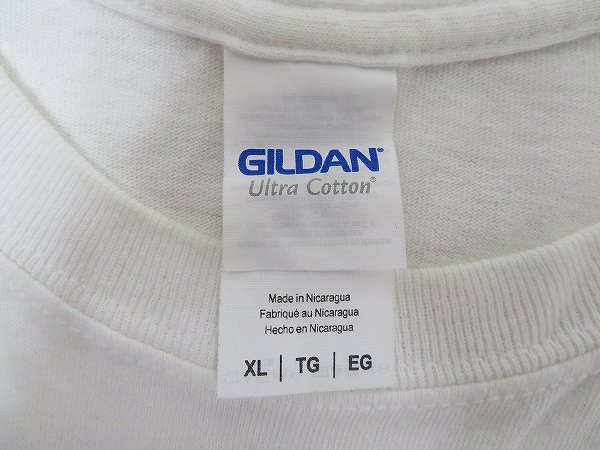 GILDAN®
Ultra Cotton®
Made in Nicaragua
Fabriqué au Nicaragua
Hecho en Nicaragua
XL | TG | EG